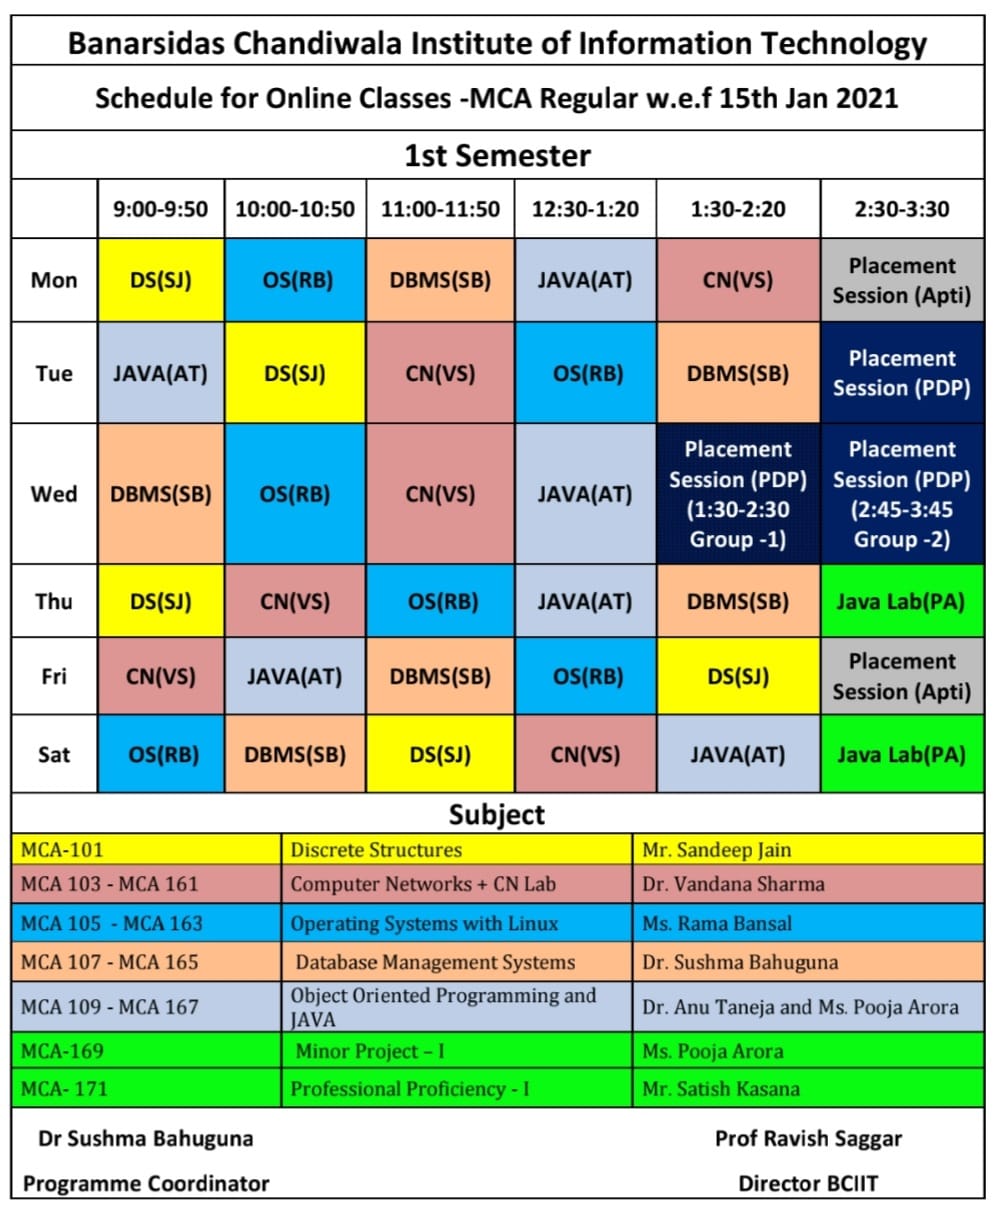 Banarsidas Chandiwala Institute of Information Technology
Schedule for Online Classes -MCA Regular w.e.f 15th Jan 2021
1st Semester
9:00-9:50 10:00-10:50 11:00-11:50 12:30-1:20 1:30-2:20 2:30-3:30
Mon DS(SJ) OS(RB) DBMS(SB) JAVA(AT) CN(VS) Placement
Session (Apti)
Tue JAVA(AT) DS(SJ) CN(VS) OS(RB) DBMS(SB) Placement
Session (PDP)
Wed DBMS(SB) OS(RB) CN(VS) JAVA(AT)
Placement
Session (PDP)
(1:30-2:30
Group -1)
Placement
Session (PDP)
(2:45-3:45
Group -2)
Thu DS(SJ) CN(VS) OS(RB) JAVA(AT) DBMS(SB) Java Lab(PA)
Fri CN(VS) JAVA(AT) DBMS(SB) OS(RB) DS(SJ) Placement
Session (Apti)
Sat OS(RB) DBMS(SB) DS(SJ) CN(VS) JAVA(AT) Java Lab(PA)
Subject
MCA-101 Discrete Structures Mr. Sandeep Jain
MCA 103 - MCA 161 Computer Networks + CN Lab Dr. Vandana Sharma
MCA 105 - MCA 163 Operating Systems with Linux Ms. Rama Bansal
MCA 107 - MCA 165 Database Management Systems Dr. Sushma Bahuguna
MCA 109 - MCA 167 Object Oriented Programming and
JAVA Dr. Anu Taneja and Ms. Pooja Arora
MCA-169 Minor Project – I Ms. Pooja Arora
MCA- 171 Professional Proficiency - I Mr. Satish Kasana
Dr Sushma Bahuguna Prof Ravish Saggar
Programme Coordinator Director BCIIT